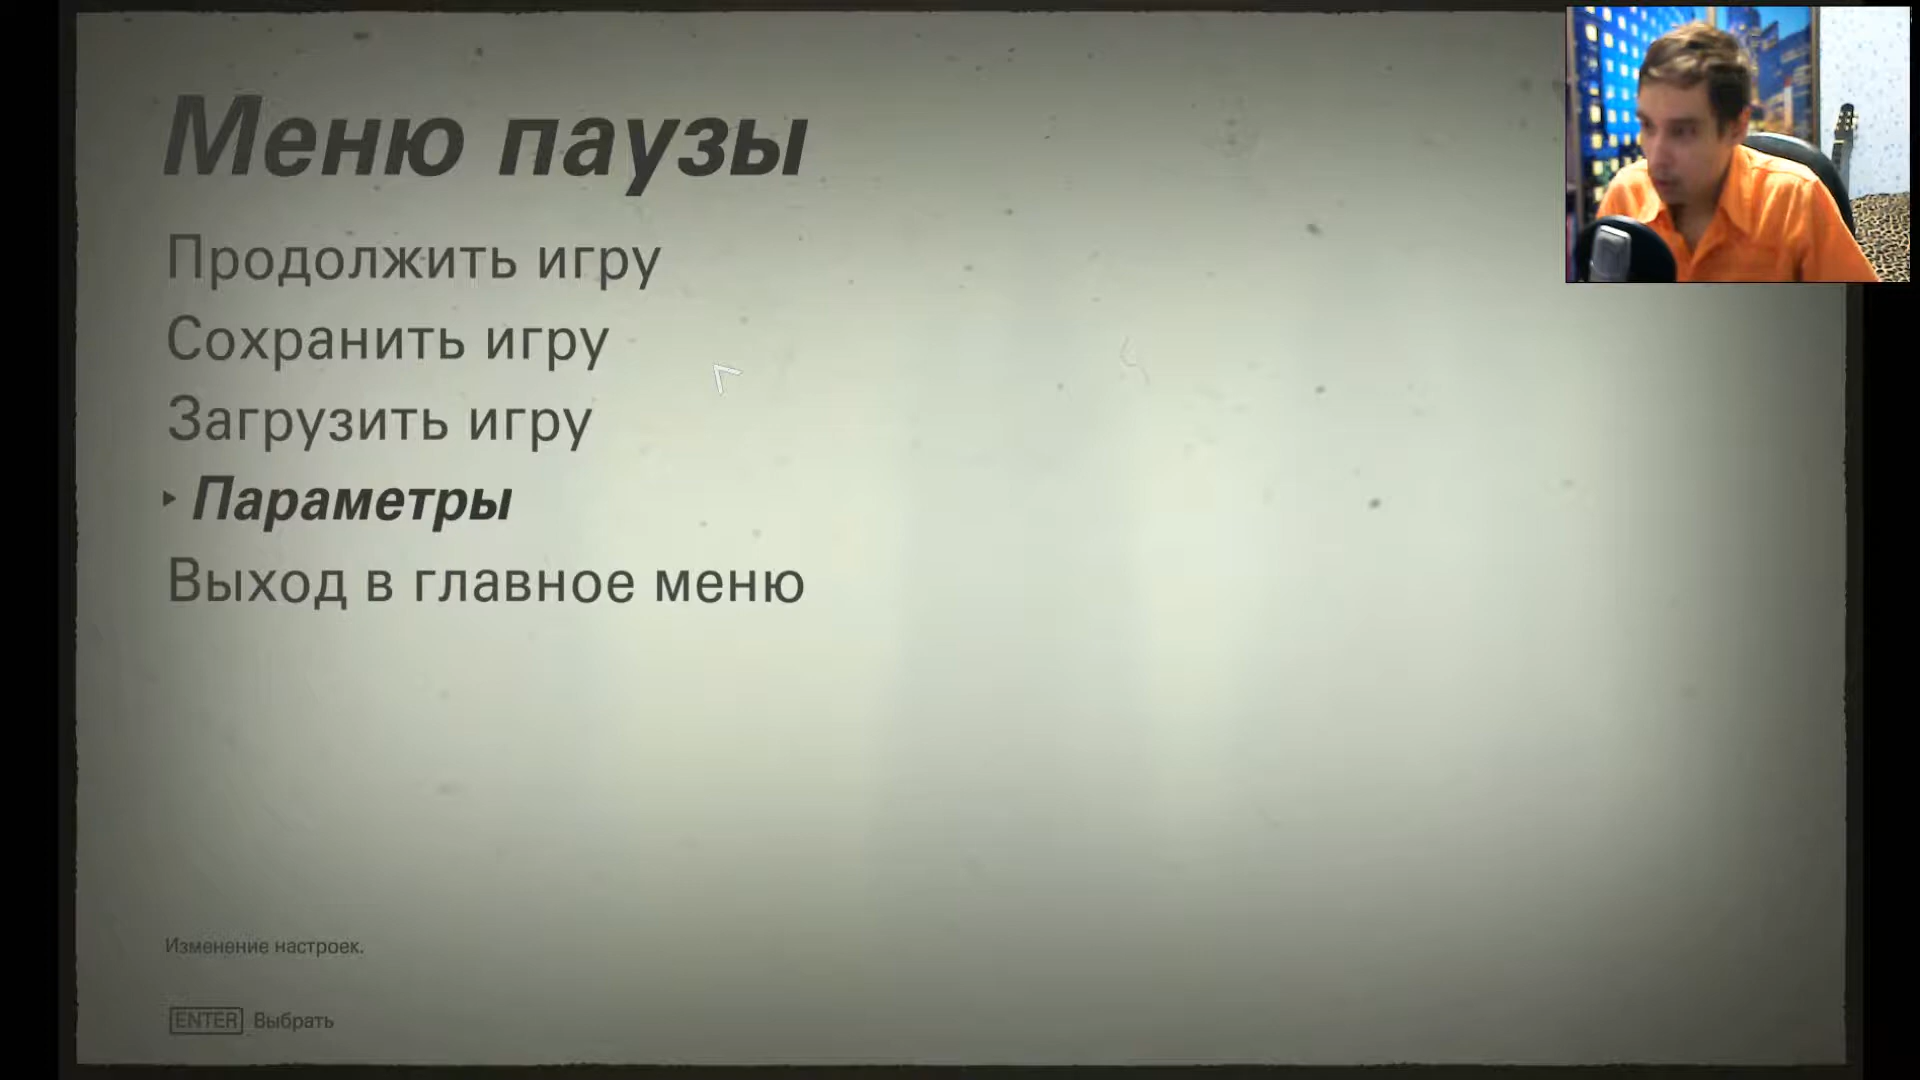 Меню паузы
Продолжить игру
Сохранить игру
Загрузить игру
Параметры
Выход в главное меню
Изменение настроек.
ENTER Выбрать